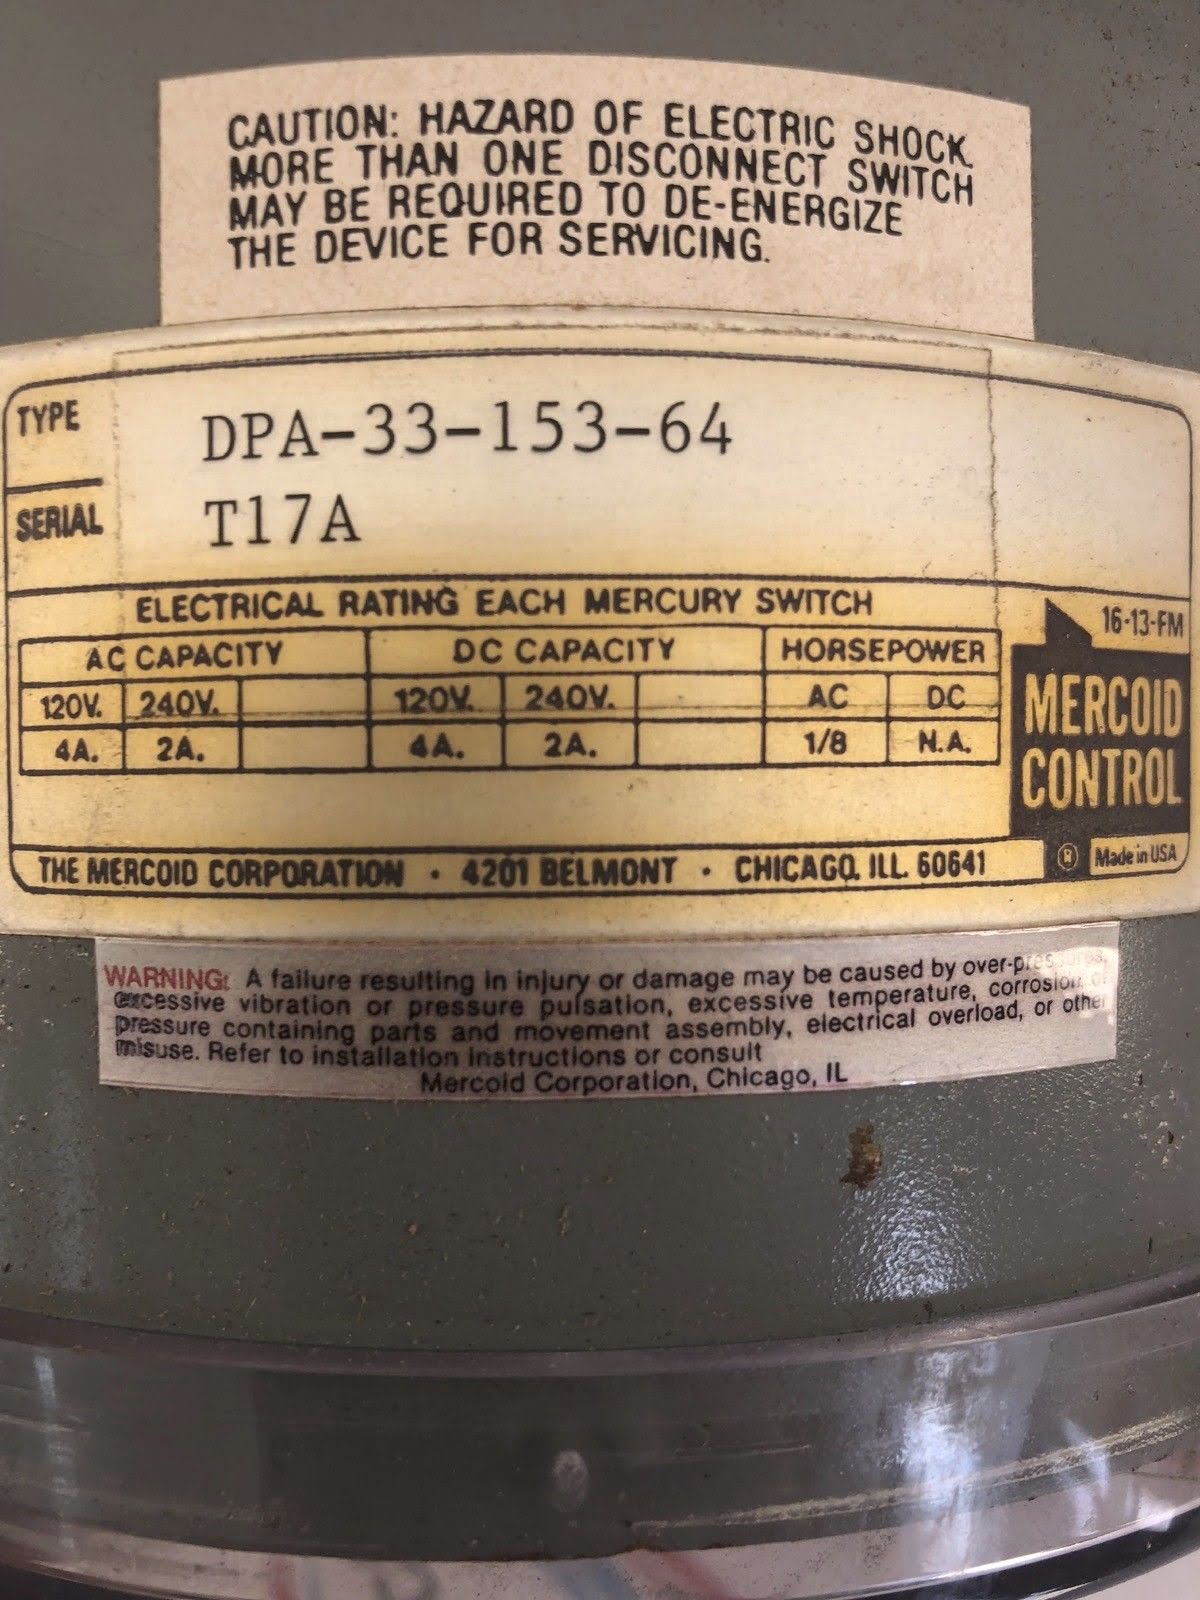 CAUTION: HAZARD OF ELECTRIC SHOCK.
MORE THAN ONE DISCONNECT SWITCH
MAY BE REQUIRED TO DE-ENERGIZE
THE DEVICE FOR SERVICING.
TYPE DPA-33-153-64
SERIAL T17A
ELECTRICAL RATING EACH MERCURY SWITCH
AC CAPACITY DC CAPACITY HORSEPOWER
120V. 240V. 120V. 240V. AC DC
4A. 2A. 4A. 2A. 1/8 N.A.
16-13-FM
MERCOID
CONTROL
® Made in USA
THE MERCOID CORPORATION · 4201 BELMONT · CHICAGO, ILL. 60641
WARNING: A failure resulting in injury or damage may be caused by over-pressures,
excessive vibration or pressure pulsation, excessive temperature, corrosion of
pressure containing parts and movement assembly, electrical overload, or other
misuse. Refer to installation instructions or consult
Mercoid Corporation, Chicago, IL